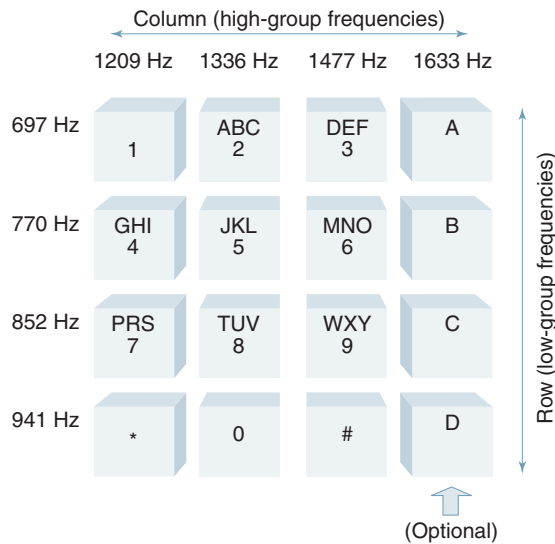 Column (high-group frequencies)
1209 Hz 1336 Hz 1477 Hz 1633 Hz
697 Hz
1
ABC
2
DEF
3
A
770 Hz
GHI
4
JKL
5
MNO
6
B
852 Hz
PRS
7
TUV
8
WXY
9
C
941 Hz
*
0
#
D
Row (low-group frequencies)
(Optional)